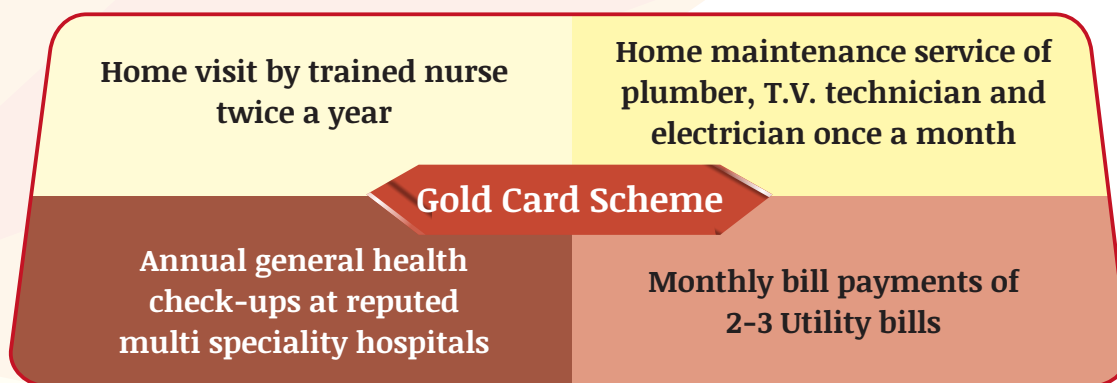 Home visit by trained nurse
twice a year
Home maintenance service of
plumber, T.V. technician and
electrician once a month
Gold Card Scheme
Annual general health
check-ups at reputed
multi speciality hospitals
Monthly bill payments of
2-3 Utility bills